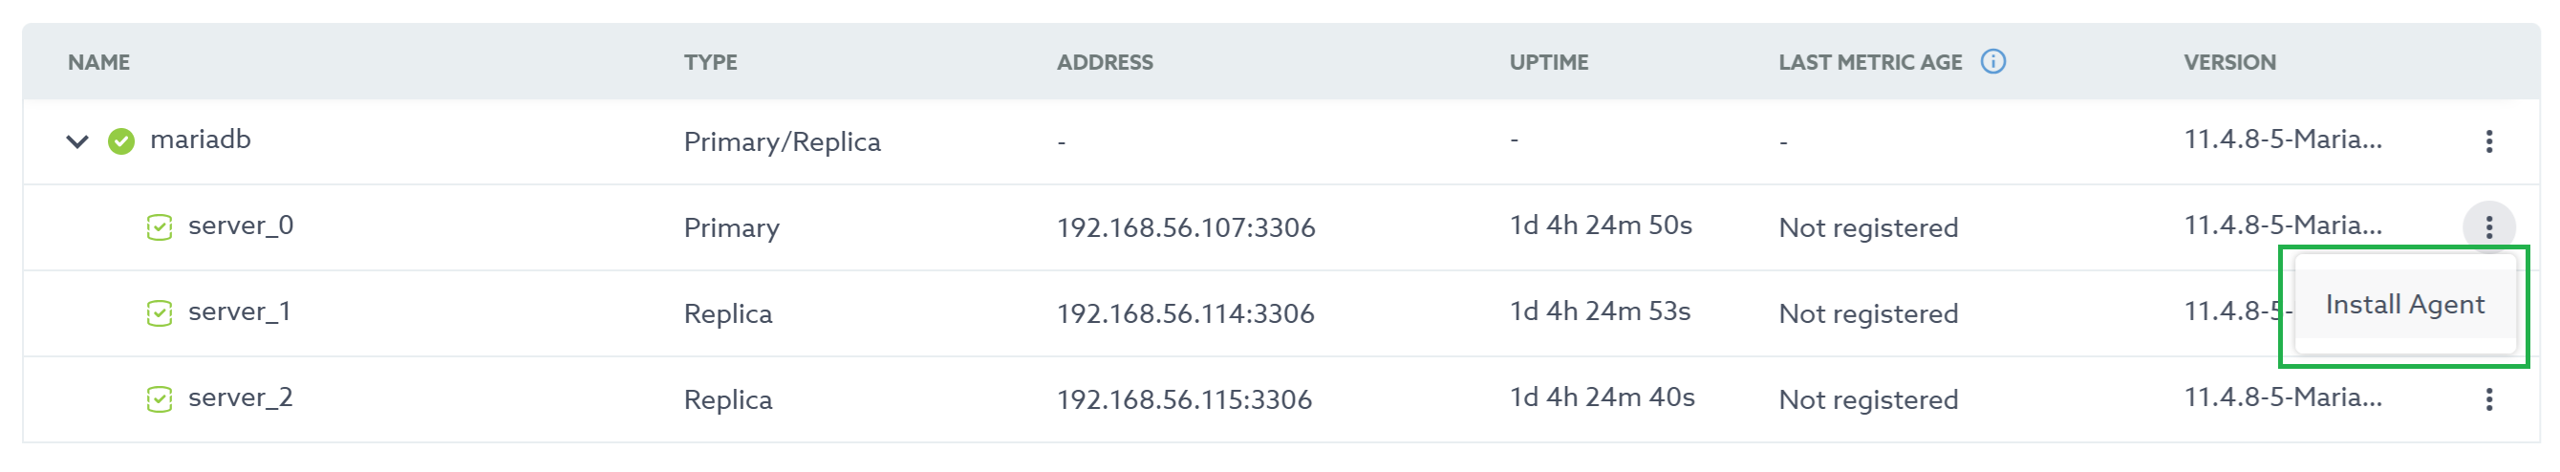 NAME TYPE ADDRESS UPTIME LAST METRIC AGE VERSION
mariadb Primary/Replica - - - 11.4.8-5-Maria...
server_0 Primary 192.168.56.107:3306 1d 4h 24m 50s Not registered 11.4.8-5-Maria...
server_1 Replica 192.168.56.114:3306 1d 4h 24m 53s Not registered 11.4.8-5- Install Agent
server_2 Replica 192.168.56.115:3306 1d 4h 24m 40s Not registered 11.4.8-5-Maria...